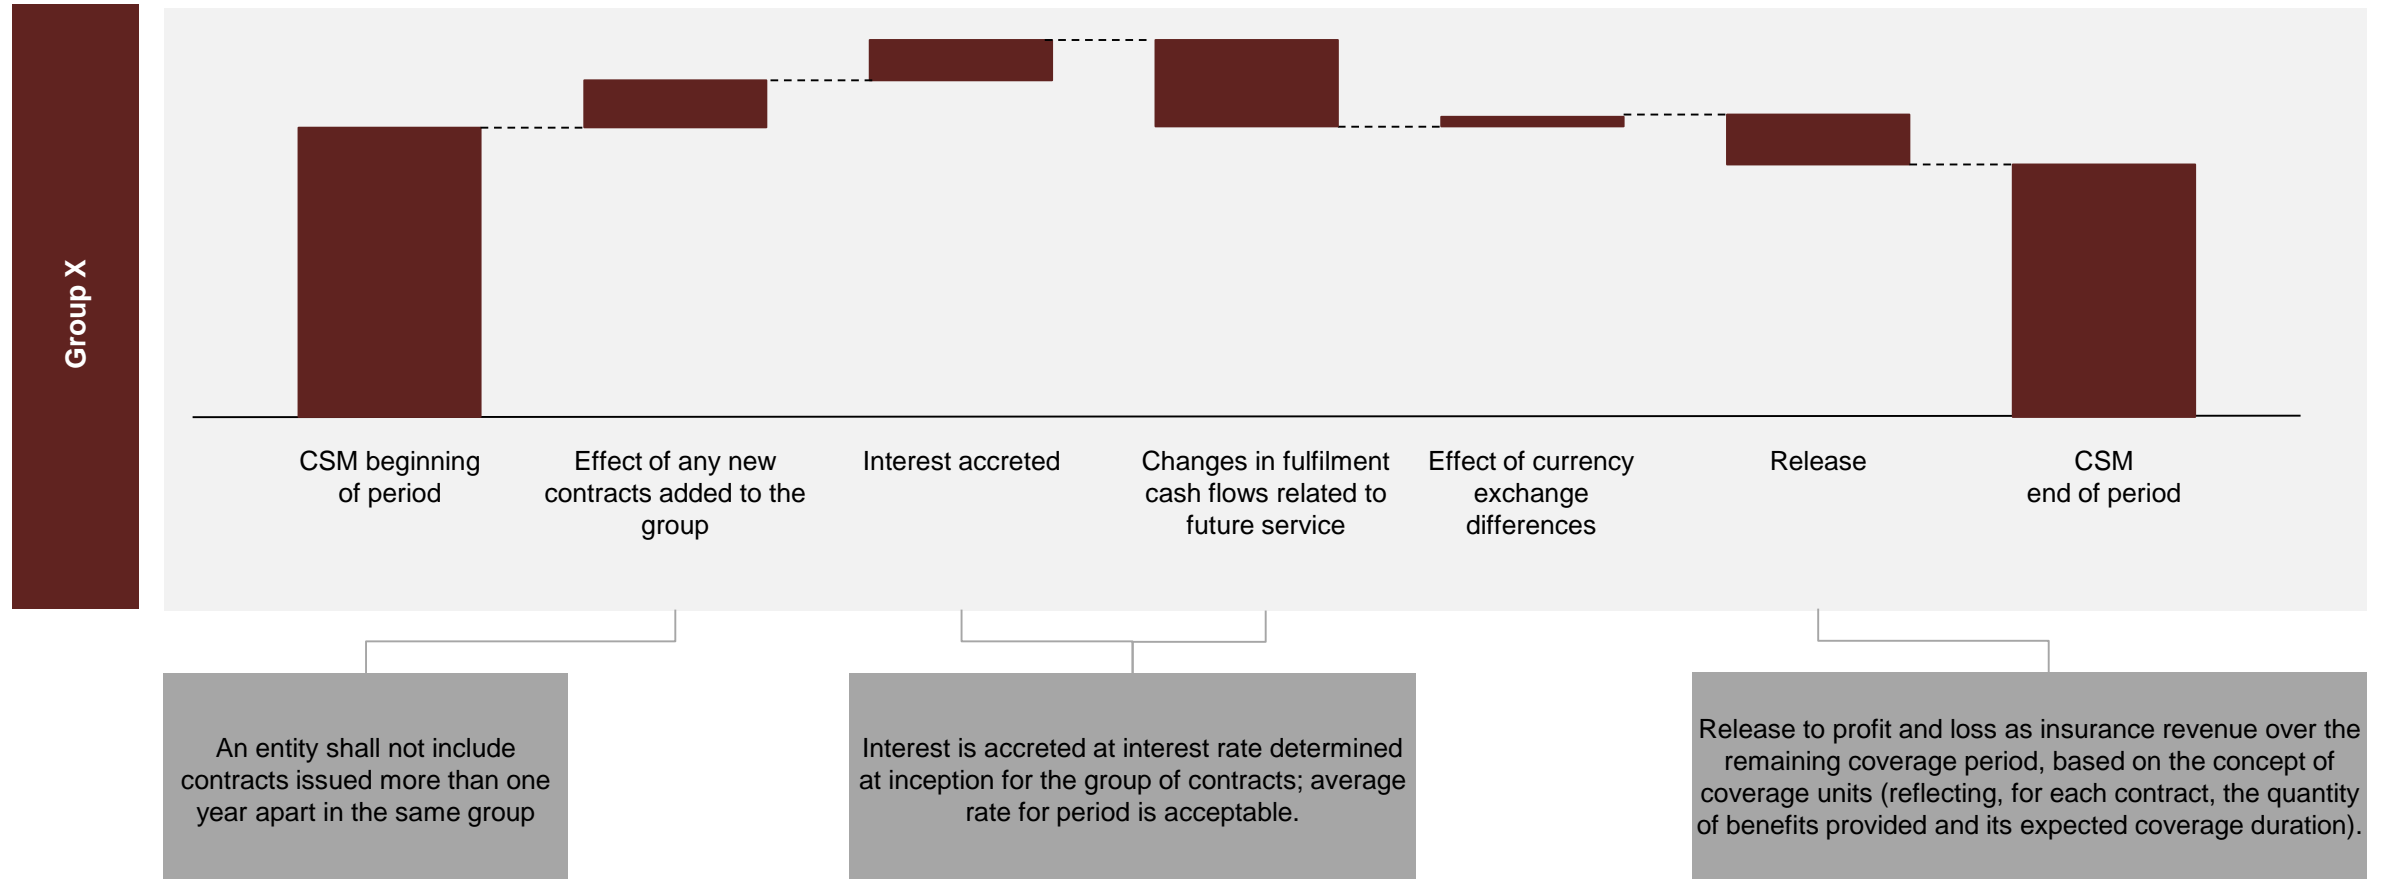 Group X
CSM beginning
of period
Effect of any new
contracts added to the
group
Interest accreted
Changes in fulfilment
cash flows related to
future service
Effect of currency
exchange
differences
Release
CSM
end of period
An entity shall not include
contracts issued more than one
year apart in the same group
Interest is accreted at interest rate determined
at inception for the group of contracts; average
rate for period is acceptable.
Release to profit and loss as insurance revenue over the
remaining coverage period, based on the concept of
coverage units (reflecting, for each contract, the quantity
of benefits provided and its expected coverage duration).